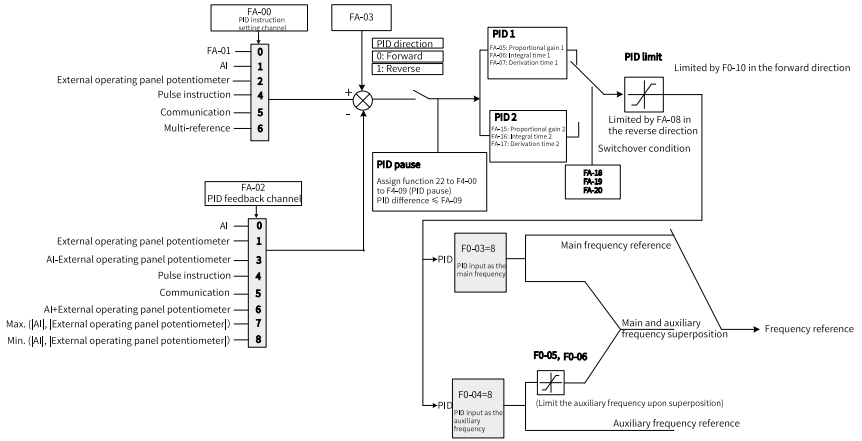 FA-00
PID instruction
setting channel
FA-01
AI
External operating panel potentiometer
Pulse instruction
Communication
Multi-reference
0
1
2
4
5
6
FA-03
PID direction
0: Forward
1: Reverse
+
-
PID pause
Assign function 22 to F4-00
to F4-09 (PID pause)
PID difference ≤ FA-09
PID 1
FA-05: Proportional gain 1
FA-06: Integral time 1
FA-07: Derivation time 1
PID 2
FA-15: Proportional gain 2
FA-16: Integral time 2
FA-17: Derivation time 2
PID limit
Limited by F0-10 in the forward direction
Limited by FA-08 in
the reverse direction
Switchover condition
FA-18
FA-19
FA-20
FA-02
PID feedback channel
AI
External operating panel potentiometer
AI-External operating panel potentiometer
Pulse instruction
Communication
AI+External operating panel potentiometer
Max. (|AI|, |External operating panel potentiometer|)
Min. (|AI|, |External operating panel potentiometer|)
0
1
3
4
5
6
7
8
PID
F0-03=8
PID input as the
main frequency
Main frequency reference
Main and auxiliary
frequency superposition
Frequency reference
F0-05, F0-06
(Limit the auxiliary frequency upon superposition)
PID
F0-04=8
PID input as the
auxiliary
frequency
Auxiliary frequency reference